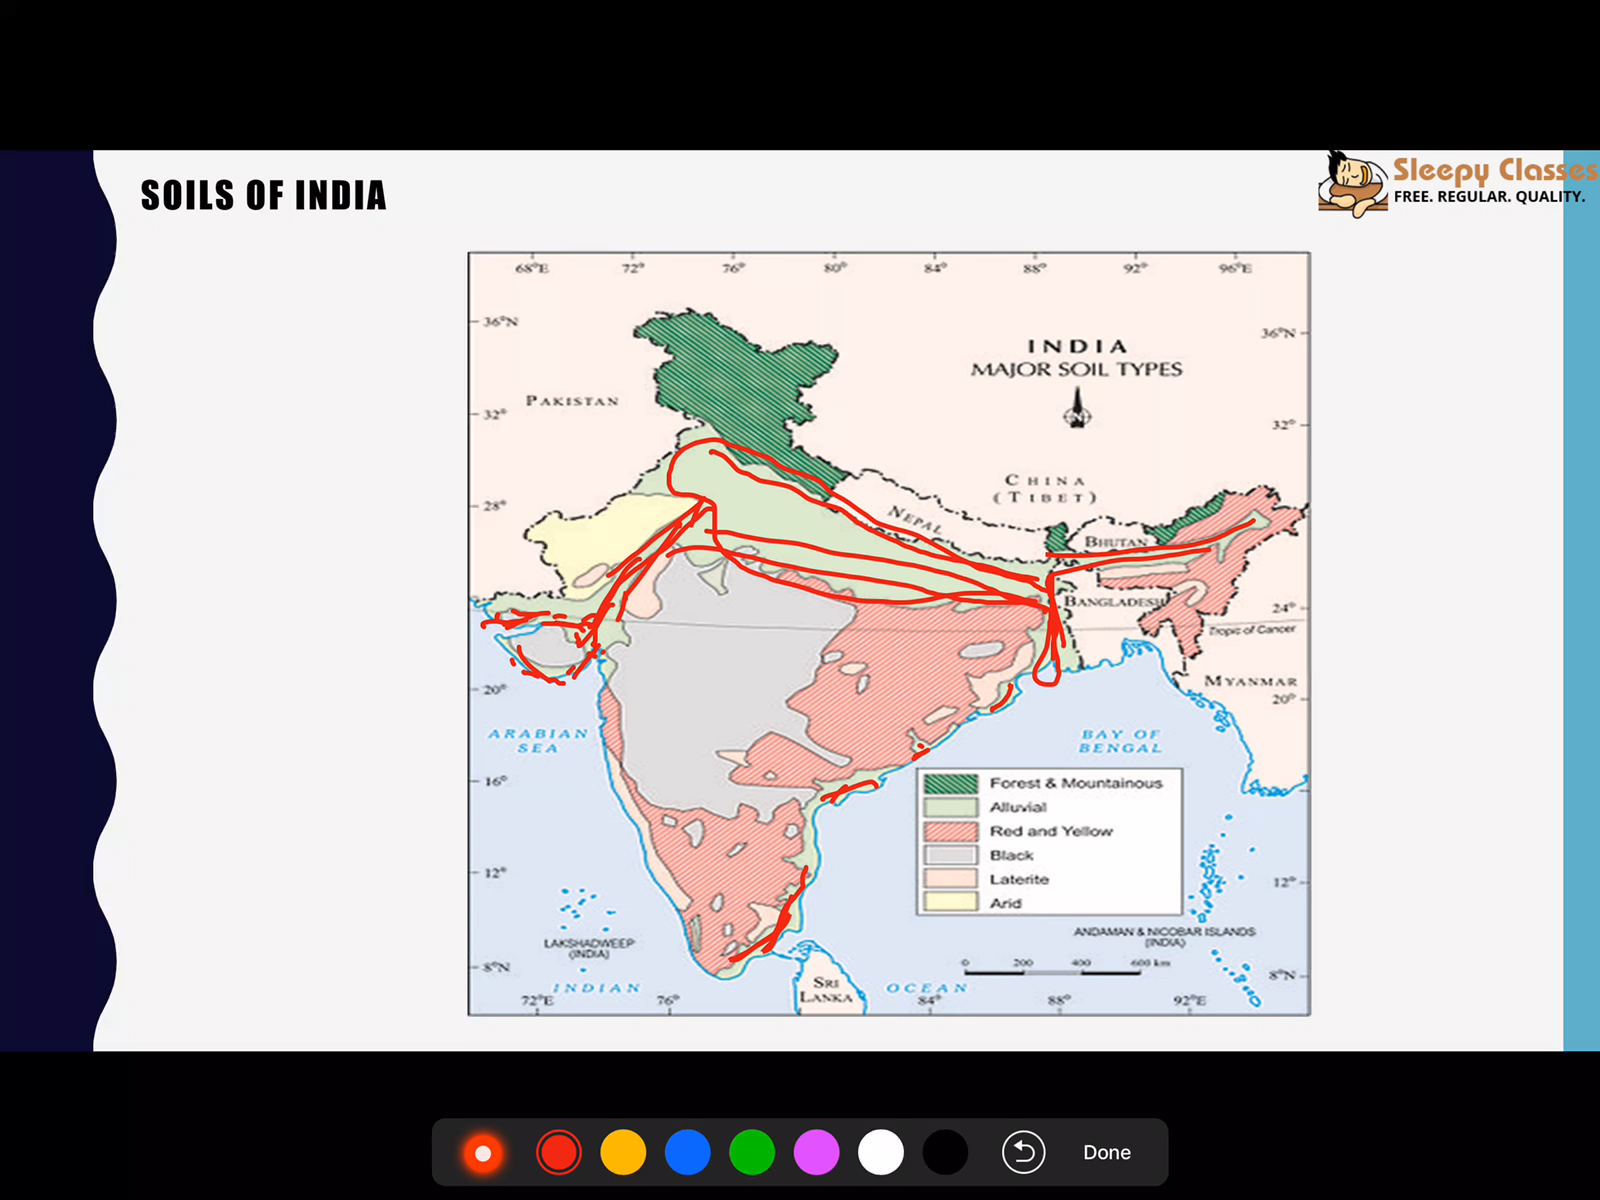 SOILS OF INDIA
Sleepy Classes
FREE. REGULAR. QUALITY.
68°E 72° 76° 80° 84° 88° 92° 96°E
36°N
36°N
INDIA
MAJOR SOIL TYPES
PAKISTAN
N
32°
32°
CHINA
(TIBET)
28°
NEPAL
BHUTAN
BANGLADESH
24°
Tropic of Cancer
MYANMAR
20°
20°
ARABIAN
SEA
BAY OF
BENGAL
16°
Forest & Mountainous
Alluvial
Red and Yellow
Black
Laterite
Arid
12°
12°
LAKSHADWEEP
(INDIA)
ANDAMAN & NICOBAR ISLANDS
(INDIA)
0 200 400 600 km
8°N
8°N
SRI
LANKA
INDIAN OCEAN
72°E 76° 84° 88° 92°E
Done